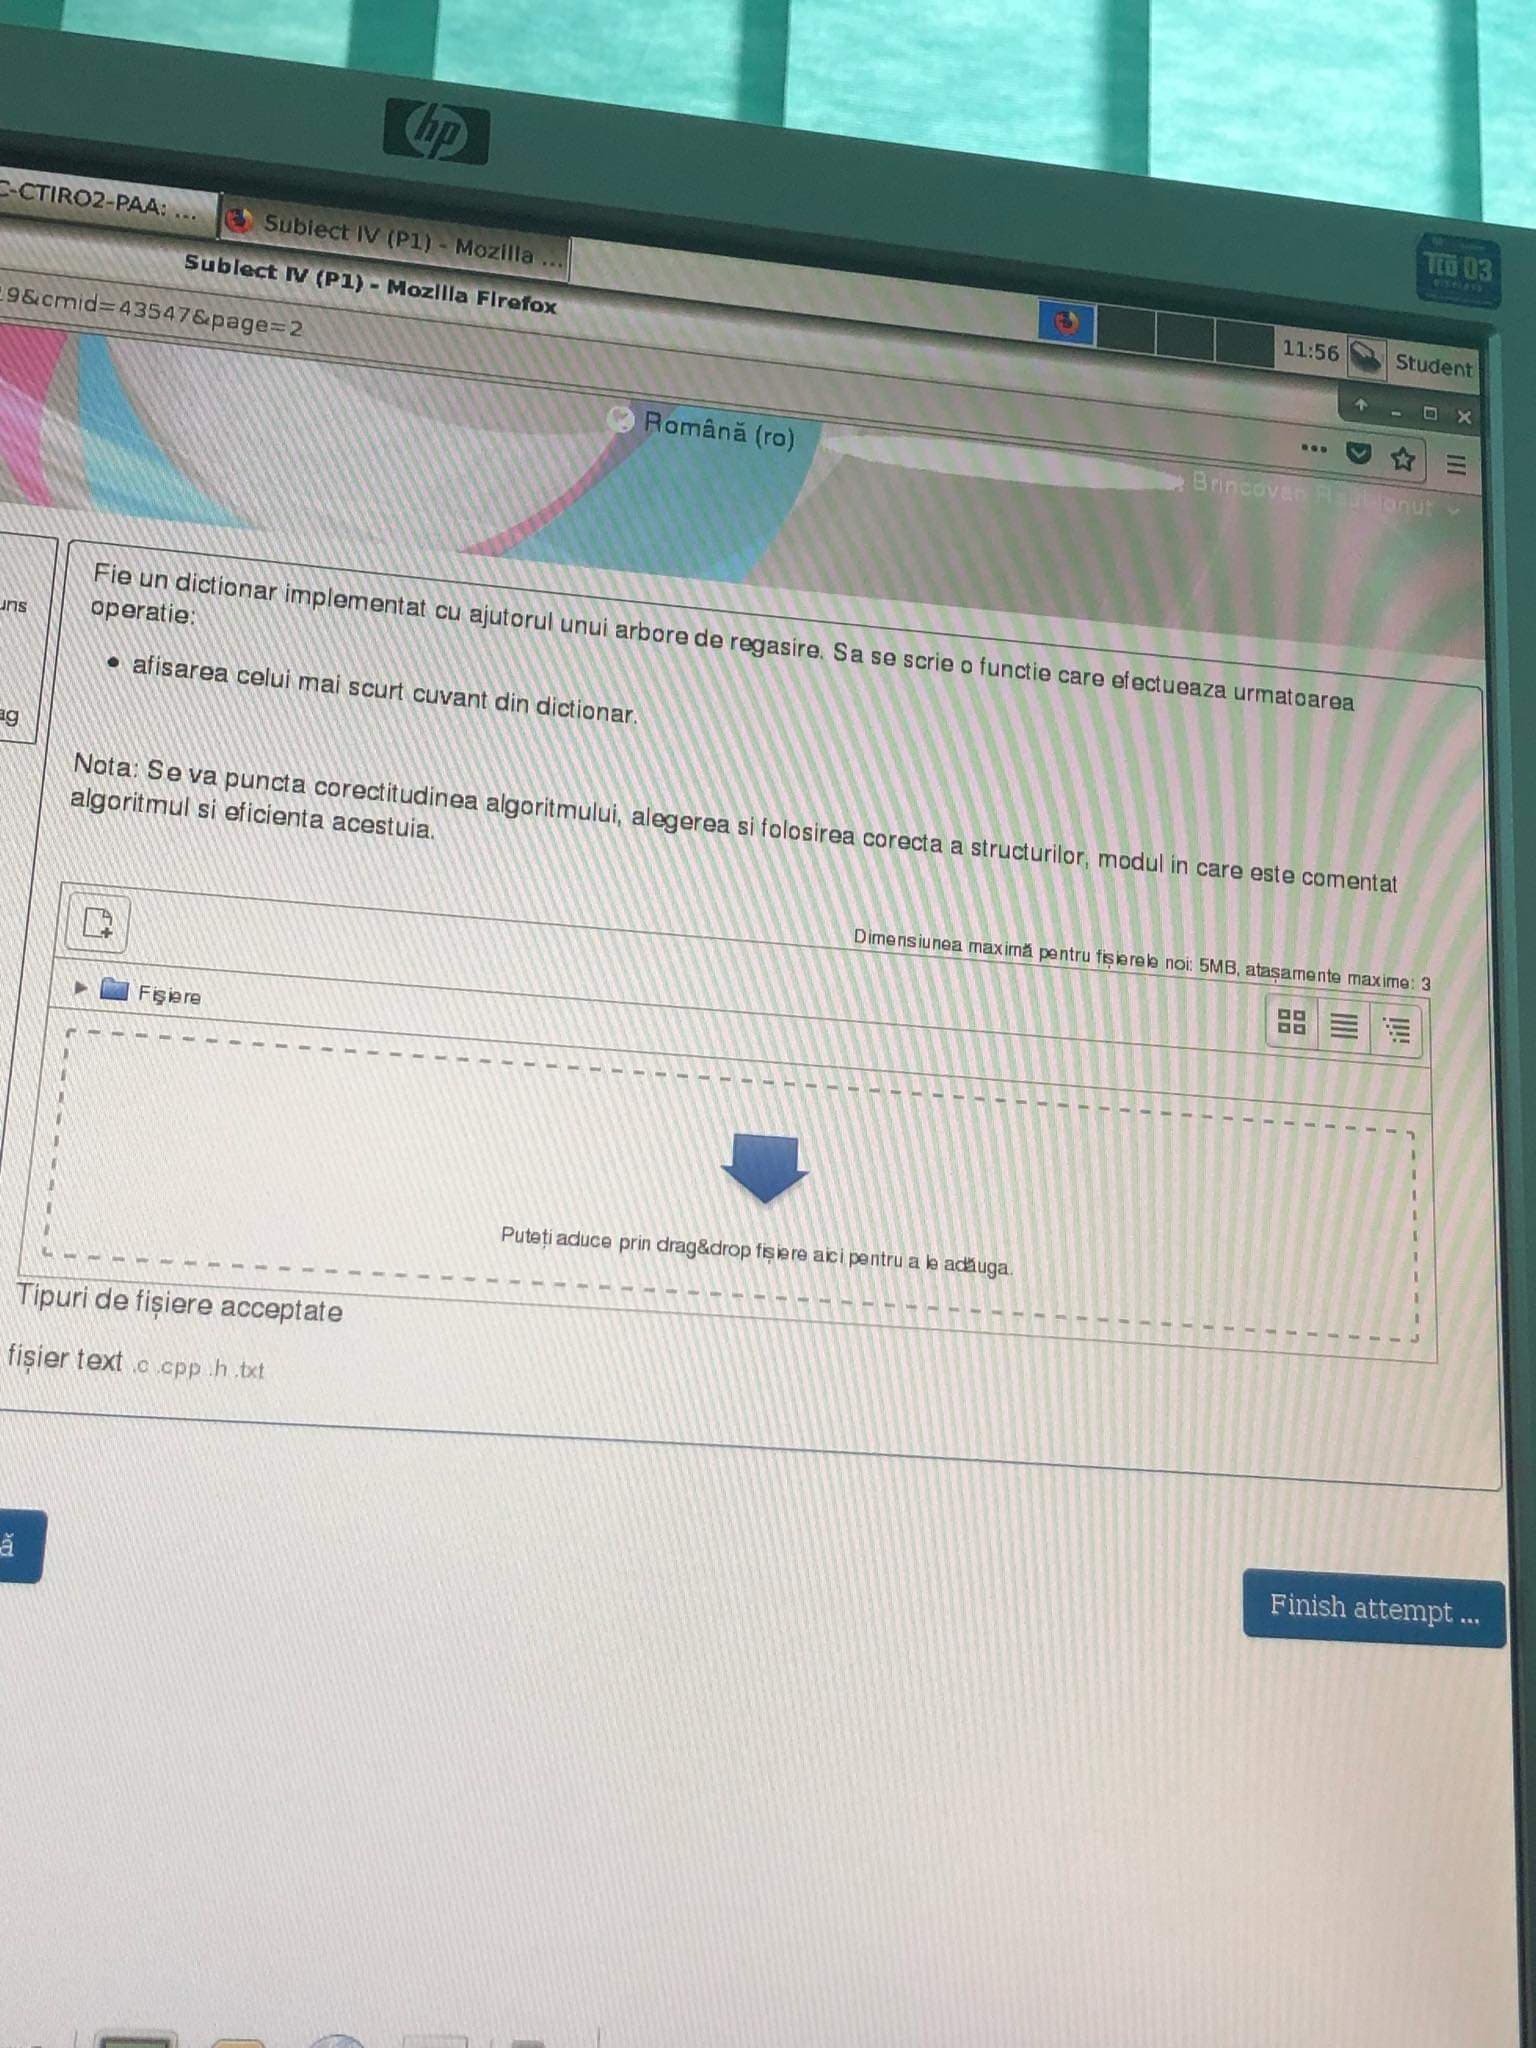 hp
C-CTIRO2-PAA: ...
Subiect IV (P1) - Mozilla ...
TCO 03
Subiect IV (P1) - Mozilla Firefox
11:56
Student
19&cmid=43547&page=2
Română (ro)
Brincovan Raul-Ionut
uns
ag
Fie un dictionar implementat cu ajutorul unui arbore de regasire. Sa se scrie o functie care efectueaza urmatoarea
operatie:
• afisarea celui mai scurt cuvant din dictionar.
Nota: Se va puncta corectitudinea algoritmului, alegerea si folosirea corecta a structurilor, modul in care este comentat
algoritmul si eficienta acestuia.
Dimensiunea maximă pentru fișierele noi: 5MB, atașamente maxime: 3
Fișiere
Puteți aduce prin drag&drop fișiere aici pentru a le adăuga.
Tipuri de fișiere acceptate
fișier text .c .cpp .h .txt
ă
Finish attempt ...